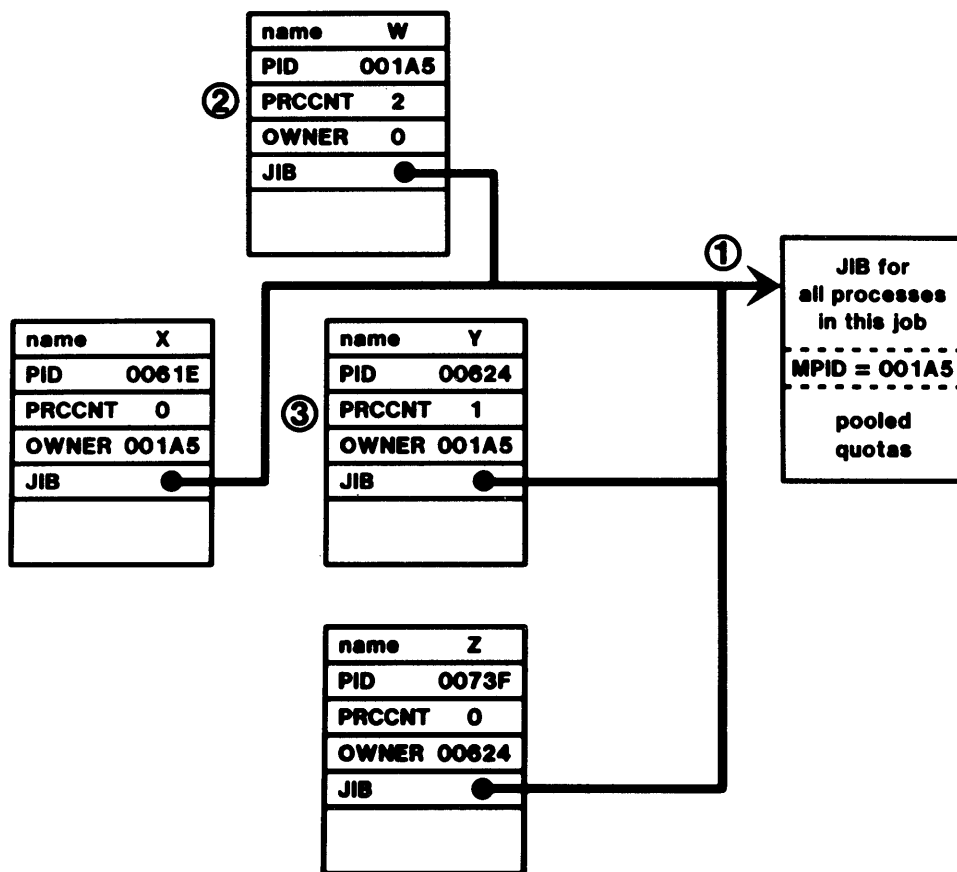 name W
PID 001A5
② PRCCNT 2
OWNER 0
JIB
①
JIB for
all processes
in this job
MPID = 001A5
pooled
quotas
name X
PID 0061E
PRCCNT 0
OWNER 001A5
JIB
name Y
PID 00624
③ PRCCNT 1
OWNER 001A5
JIB
name Z
PID 0073F
PRCCNT 0
OWNER 00624
JIB